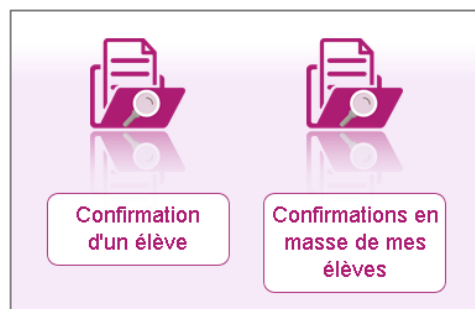 Confirmation
d'un élève
Confirmations en
masse de mes
élèves